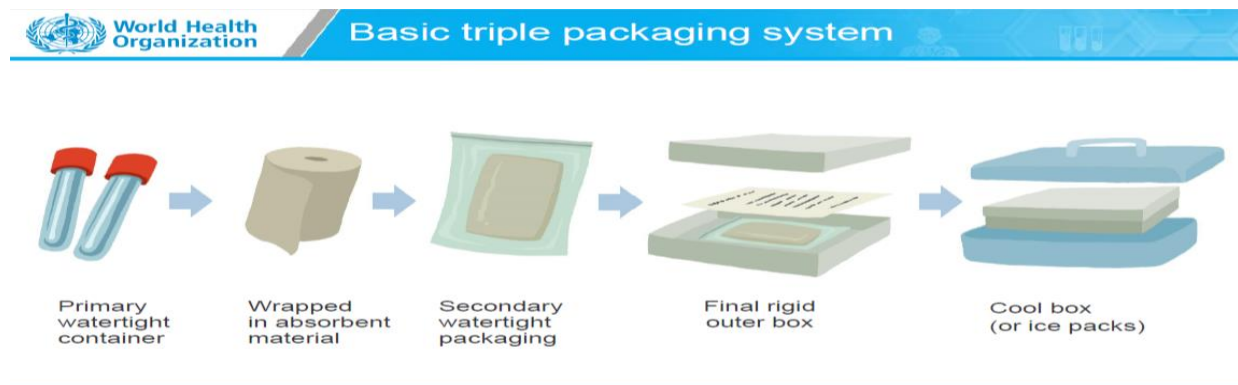 World Health
Organization
Basic triple packaging system
Primary
watertight
container
Wrapped
in absorbent
material
Secondary
watertight
packaging
Final rigid
outer box
Cool box
(or ice packs)